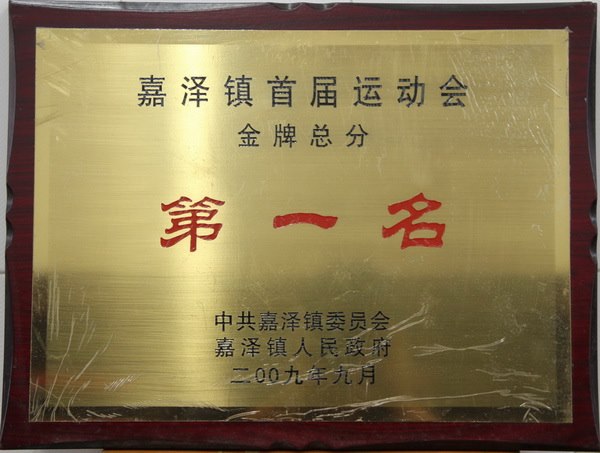 嘉泽镇首届运动会
金牌总分
第一名
中共嘉泽镇委员会
嘉泽镇人民政府
二00九年九月